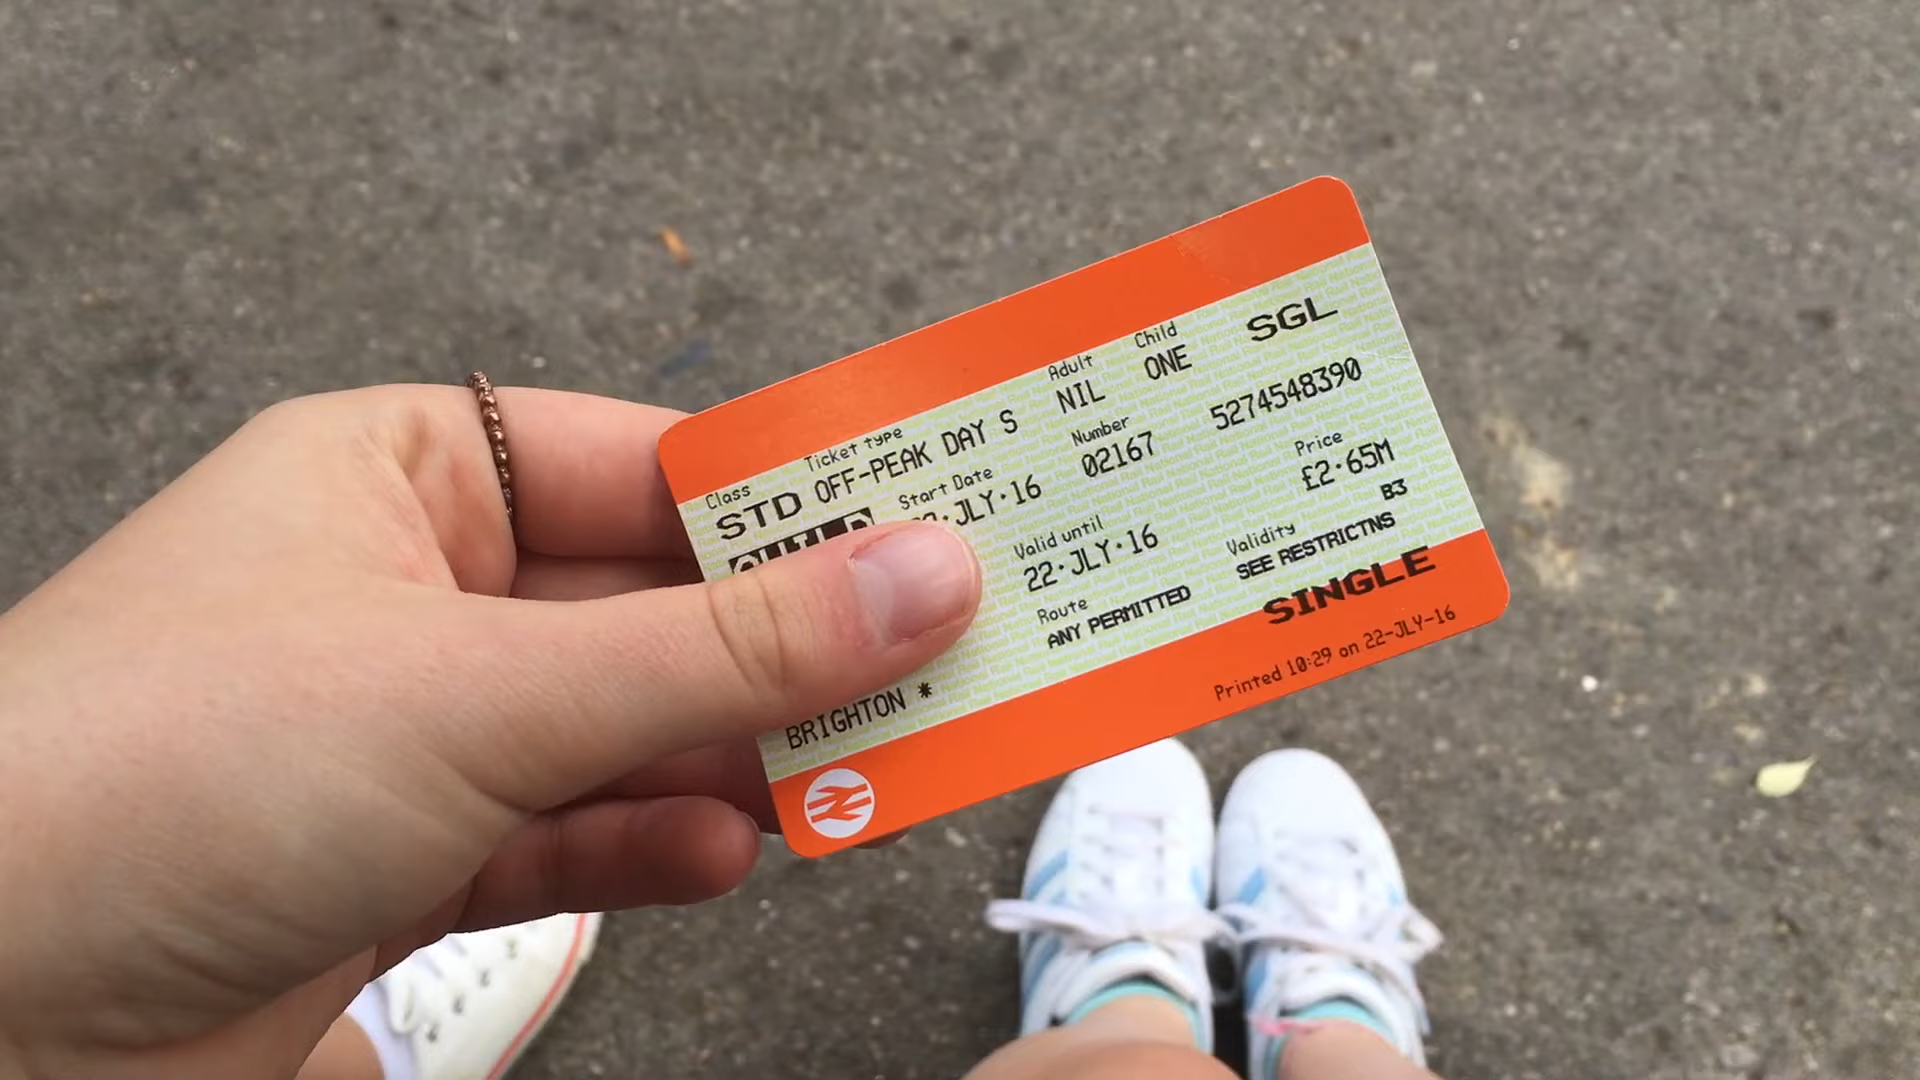 Class Ticket type Adult Child
STD OFF-PEAK DAY S NIL ONE SGL
Start Date Number
JLY·16 02167 5274548390
Valid until Price
22·JLY·16 £2·65M
B3
Route Validity
ANY PERMITTED SEE RESTRICTNS
BRIGHTON *
SINGLE
Printed 10:29 on 22-JLY-16